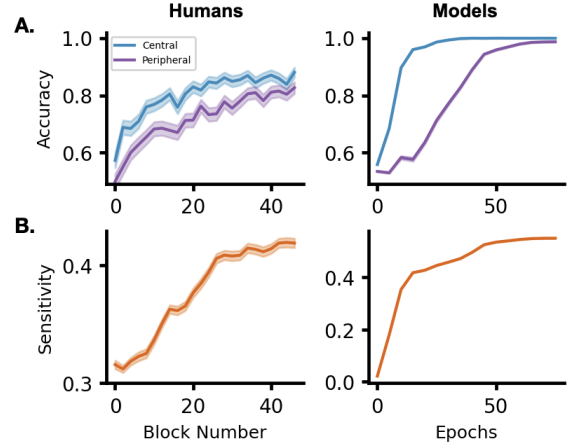 Humans
Models
A.
Accuracy
1.0
0.8
0.6
Central
Peripheral
0
20
40
1.0
0.8
0.6
0
50
B.
Sensitivity
0.4
0.3
0
20
40
Block Number
0.4
0.2
0.0
0
50
Epochs